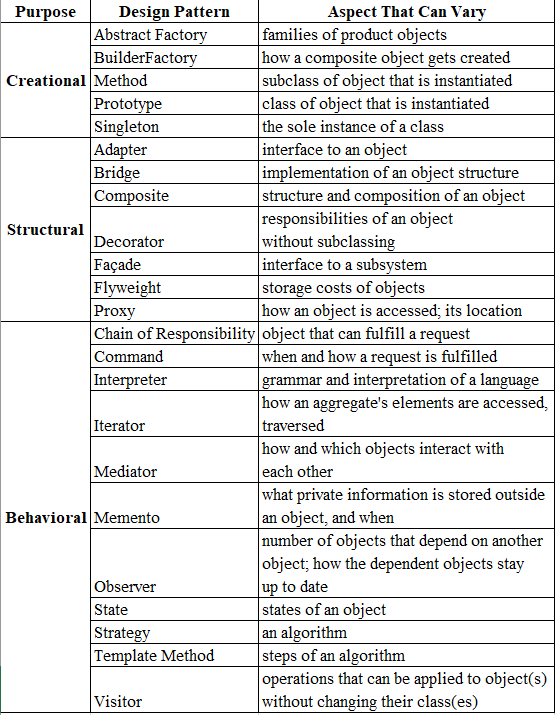 Purpose Design Pattern Aspect That Can Vary
Creational
Abstract Factory families of product objects
BuilderFactory how a composite object gets created
Method subclass of object that is instantiated
Prototype class of object that is instantiated
Singleton the sole instance of a class
Structural
Adapter interface to an object
Bridge implementation of an object structure
Composite structure and composition of an object
Decorator responsibilities of an object
without subclassing
Façade interface to a subsystem
Flyweight storage costs of objects
Proxy how an object is accessed; its location
Behavioral
Chain of Responsibility object that can fulfill a request
Command when and how a request is fulfilled
Interpreter grammar and interpretation of a language
Iterator how an aggregate's elements are accessed,
traversed
Mediator how and which objects interact with
each other
Memento what private information is stored outside
an object, and when
Observer number of objects that depend on another
object; how the dependent objects stay
up to date
State states of an object
Strategy an algorithm
Template Method steps of an algorithm
Visitor operations that can be applied to object(s)
without changing their class(es)